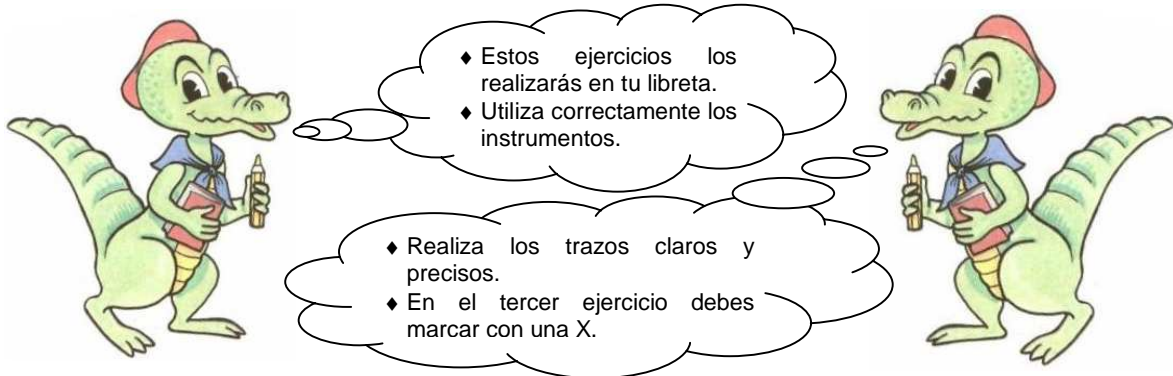 ♦ Estos ejercicios los
realizarás en tu libreta.
♦ Utiliza correctamente los
instrumentos.
♦ Realiza los trazos claros y
precisos.
♦ En el tercer ejercicio debes
marcar con una X.